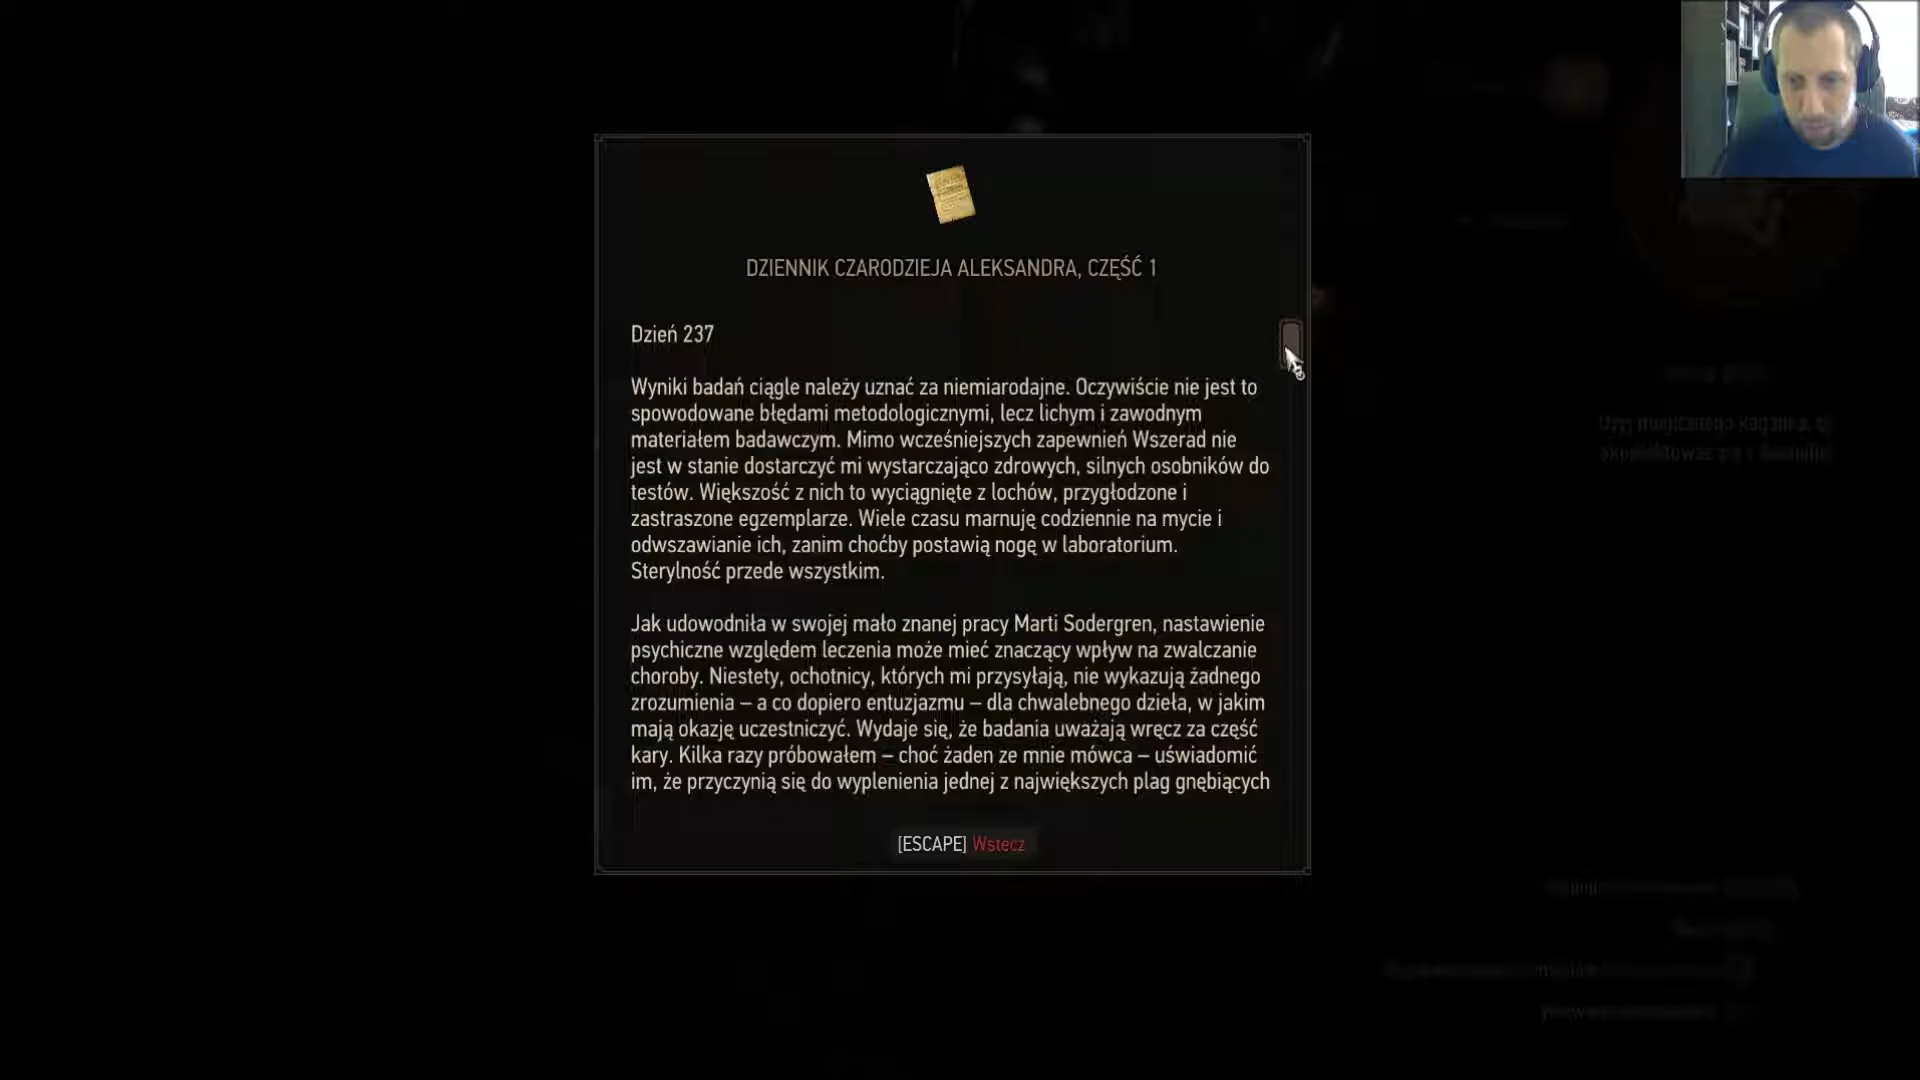 DZIENNIK CZARODZIEJA ALEKSANDRA, CZĘŚĆ 1
Dzień 237
Wyniki badań ciągle należy uznać za niemiarodajne. Oczywiście nie jest to
spowodowane błędami metodologicznymi, lecz lichym i zawodnym
materiałem badawczym. Mimo wcześniejszych zapewnień Wszerad nie
jest w stanie dostarczyć mi wystarczająco zdrowych, silnych osobników do
testów. Większość z nich to wyciągnięte z lochów, przygłodzone i
zastraszone egzemplarze. Wiele czasu marnuję codziennie na mycie i
odwszawianie ich, zanim choćby postawią nogę w laboratorium.
Sterylność przede wszystkim.
Jak udowodniła w swojej mało znanej pracy Marti Sodergren, nastawienie
psychiczne względem leczenia może mieć znaczący wpływ na zwalczanie
choroby. Niestety, ochotnicy, których mi przysyłają, nie wykazują żadnego
zrozumienia – a co dopiero entuzjazmu – dla chwalebnego dzieła, w jakim
mają okazję uczestniczyć. Wydaje się, że badania uważają wręcz za część
kary. Kilka razy próbowałem – choć żaden ze mnie mówca – uświadomić
im, że przyczynią się do wyplenienia jednej z największych plag gnębiących
[ESCAPE] Wstecz